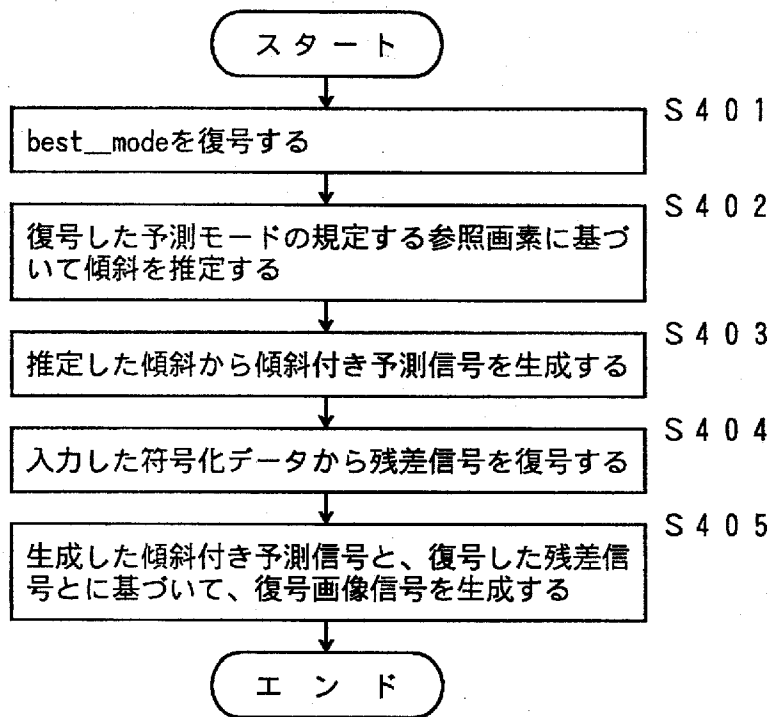 スタート
S401
best__modeを復号する
S402
復号した予測モードの規定する参照画素に基づ
いて傾斜を推定する
S403
推定した傾斜から傾斜付き予測信号を生成する
S404
入力した符号化データから残差信号を復号する
S405
生成した傾斜付き予測信号と、復号した残差信
号とに基づいて、復号画像信号を生成する
エンド